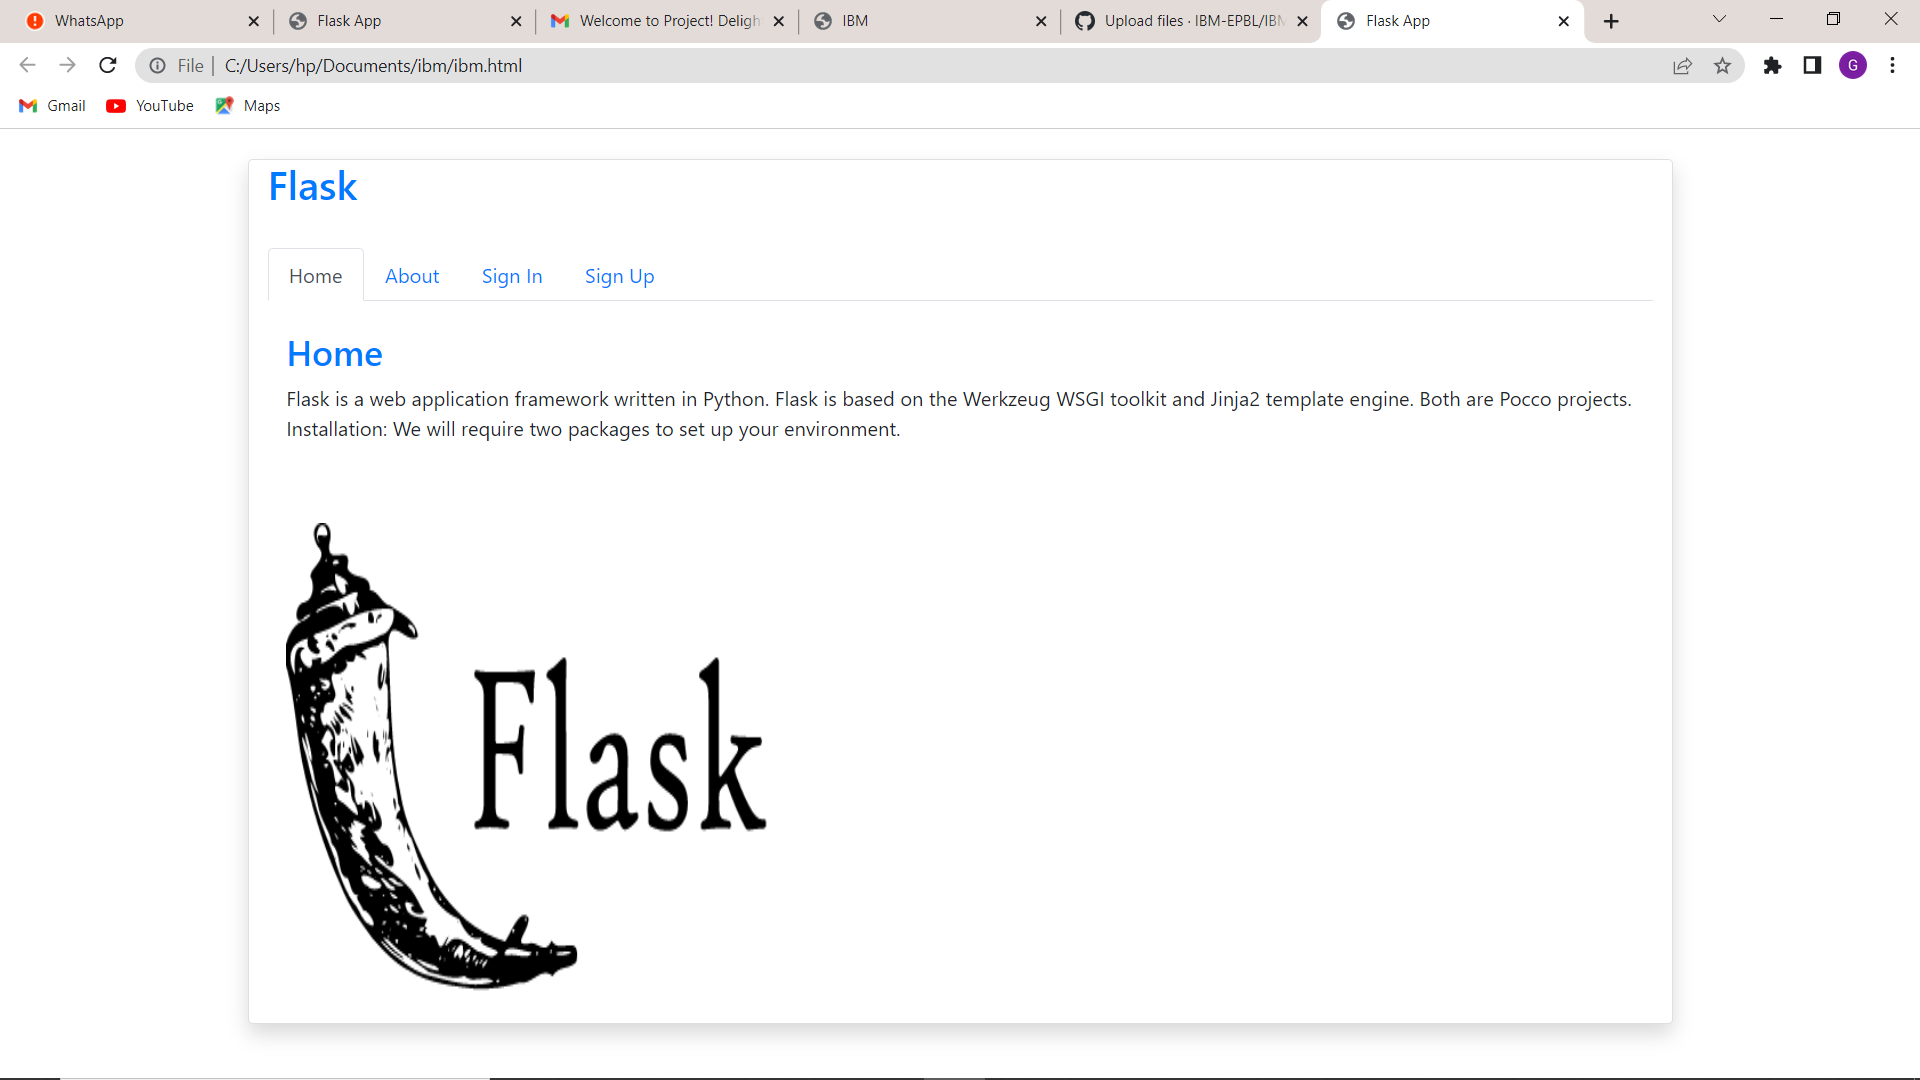 WhatsApp
Flask App
Welcome to Project! Deligh
IBM
Upload files · IBM-EPBL/IBM
Flask App
File
C:/Users/hp/Documents/ibm/ibm.html
G
Gmail
YouTube
Maps
Flask
Home
About
Sign In
Sign Up
Home
Flask is a web application framework written in Python. Flask is based on the Werkzeug WSGI toolkit and Jinja2 template engine. Both are Pocco projects.
Installation: We will require two packages to set up your environment.
Flask